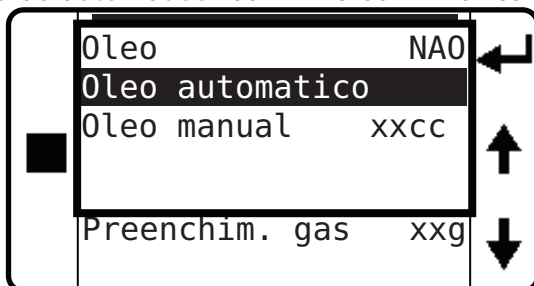 Oleo NAO
Oleo automatico
Oleo manual xxcc
Preenchim. gas xxg